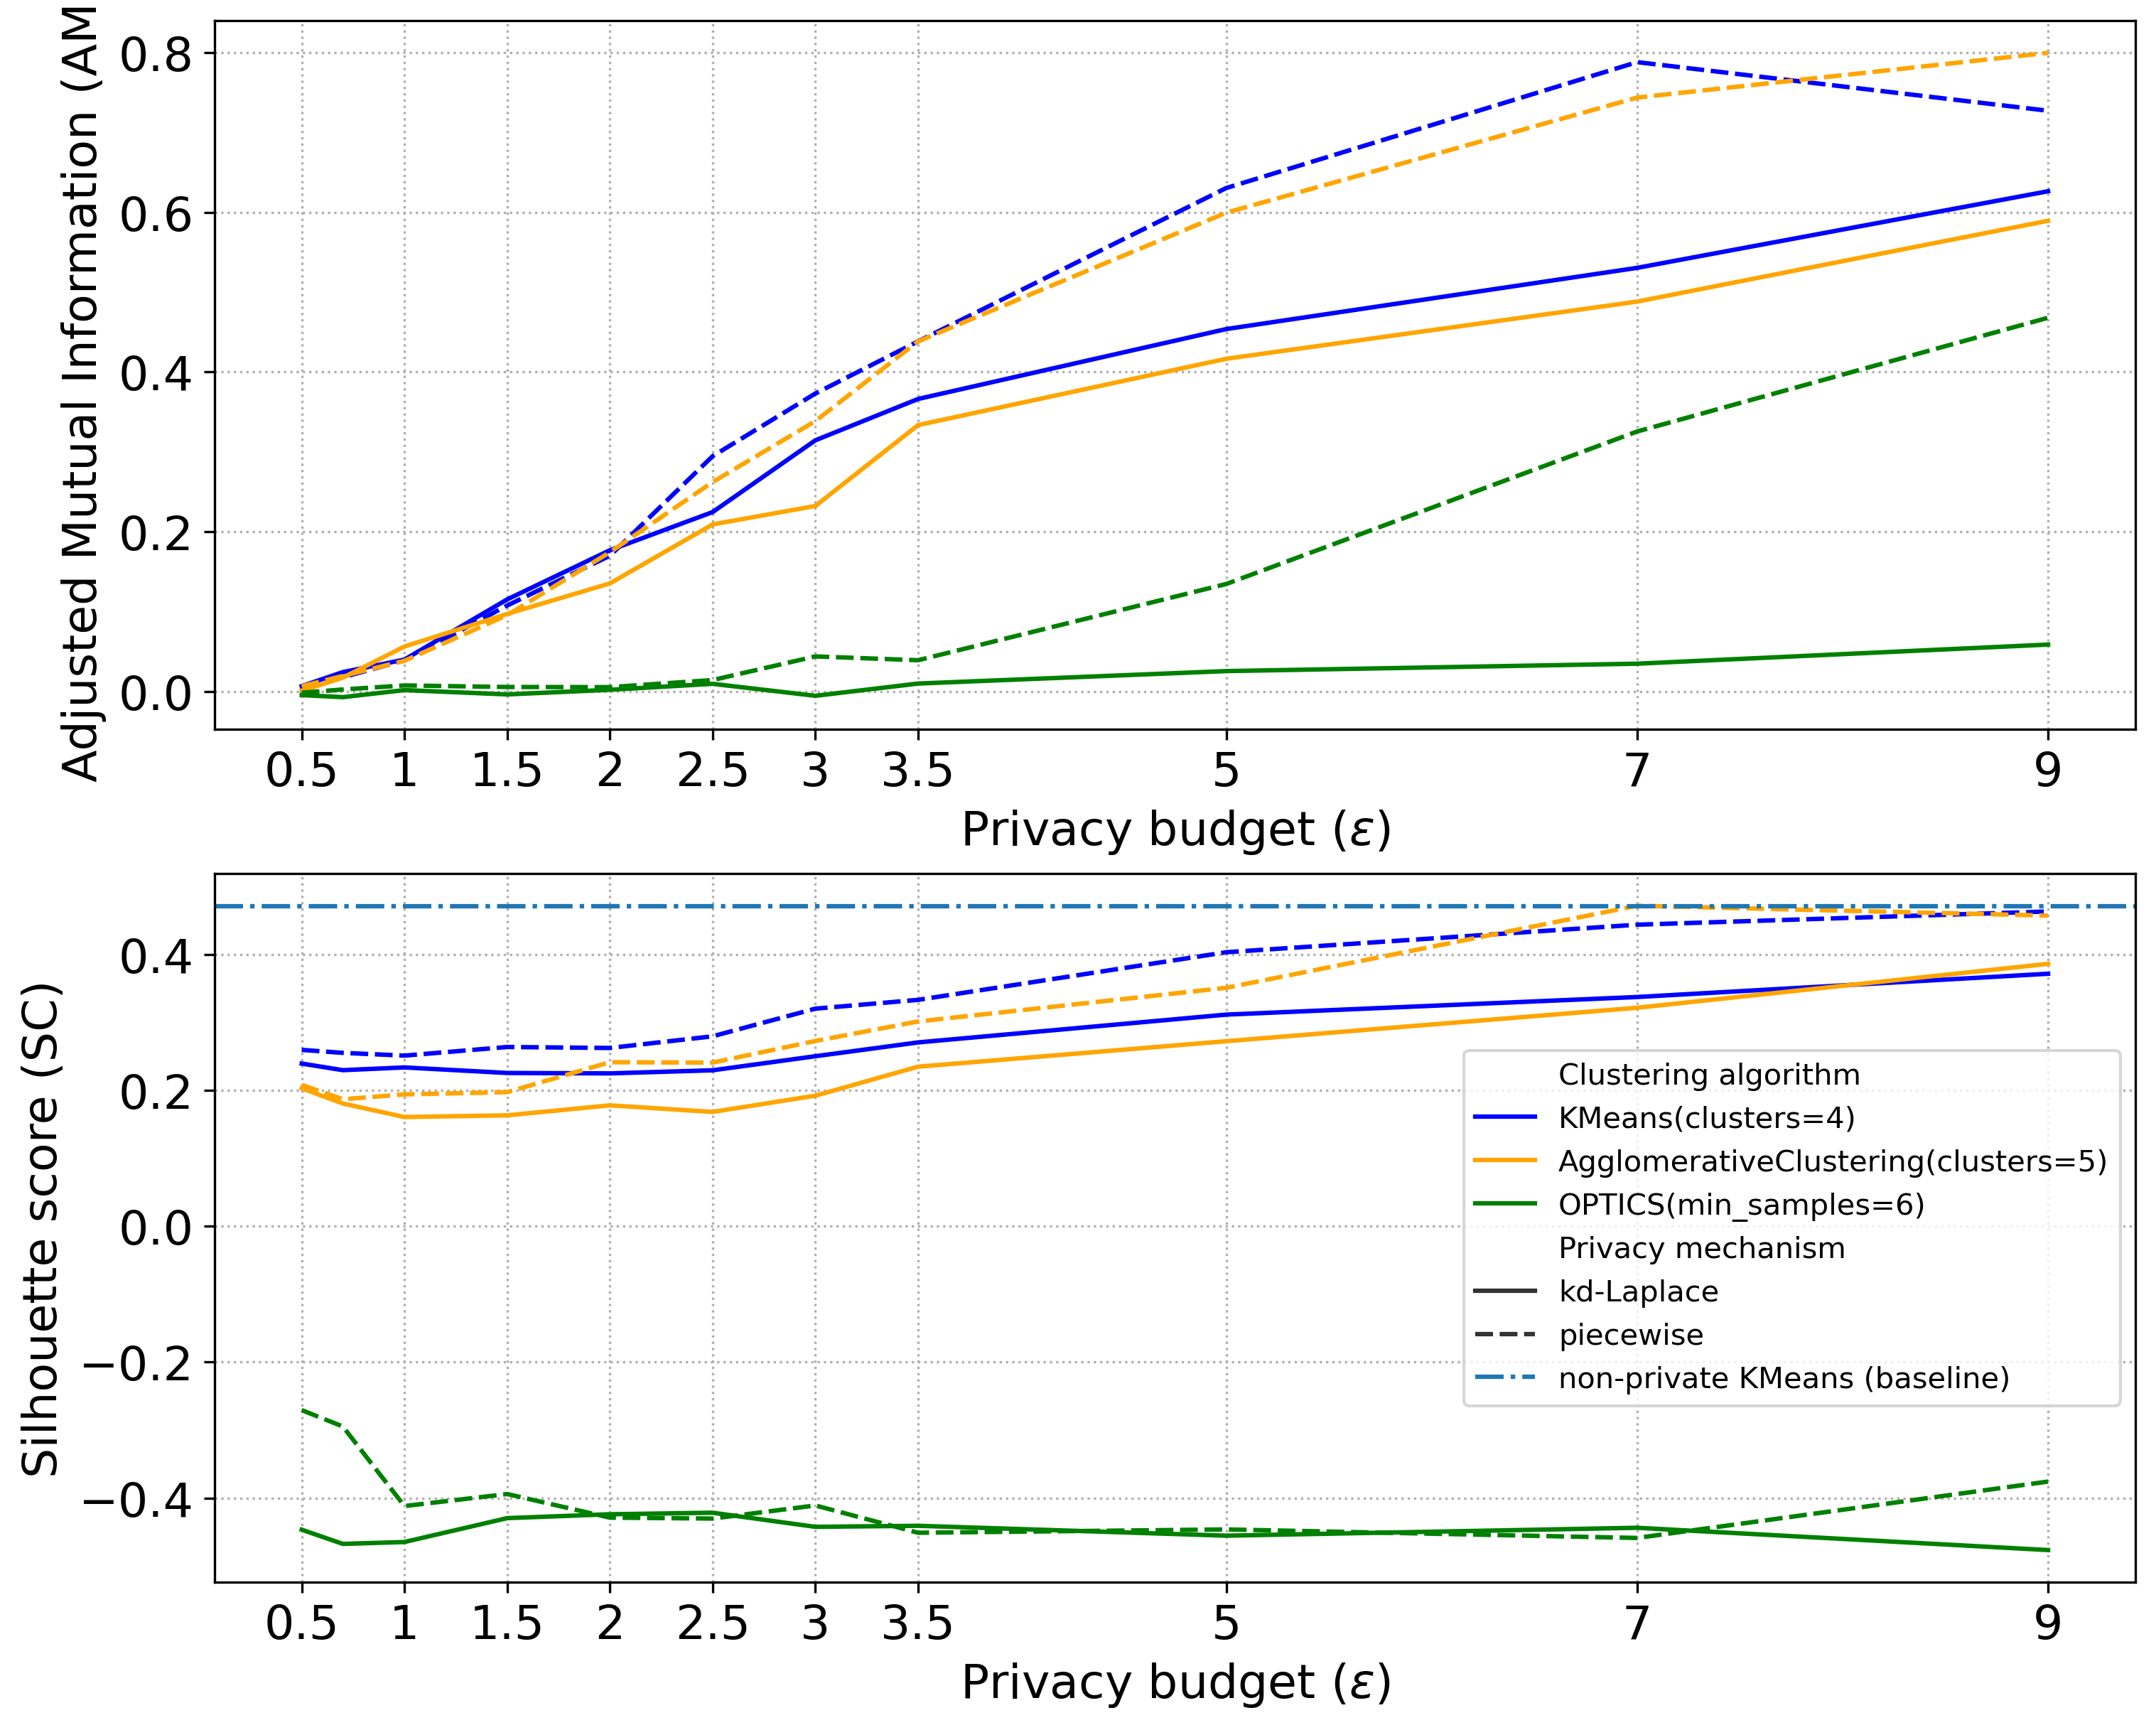 Adjusted Mutual Information (AM
0.8
0.6
0.4
0.2
0.0
0.5 1 1.5 2 2.5 3 3.5 5 7 9
Privacy budget (ε)
Silhouette score (SC)
0.4
0.2
0.0
−0.2
−0.4
Clustering algorithm
KMeans(clusters=4)
AgglomerativeClustering(clusters=5)
OPTICS(min_samples=6)
Privacy mechanism
kd-Laplace
piecewise
non-private KMeans (baseline)
0.5 1 1.5 2 2.5 3 3.5 5 7 9
Privacy budget (ε)